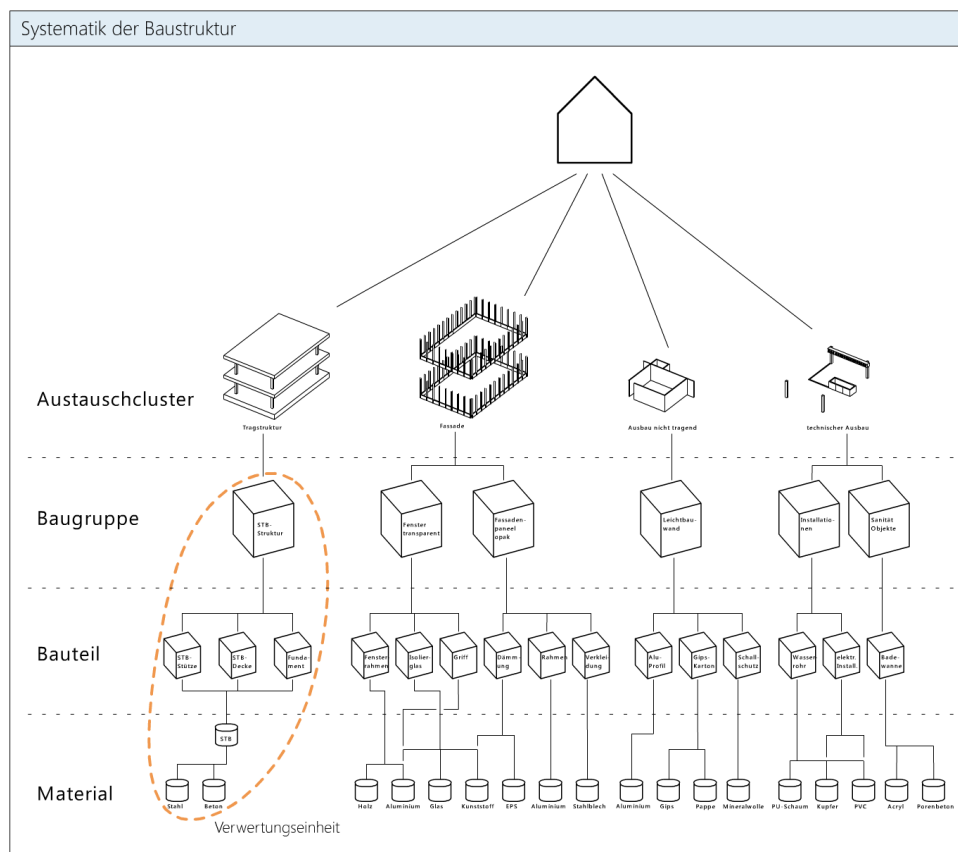 Systematik der Baustruktur
Austauschcluster
Tragstruktur
Fassade
Ausbau nicht tragend
technischer Ausbau
Baugruppe
STB-
Struktur
Fenster
transparent
Fassaden-
paneel
opak
Leichtbau-
wand
Installatio-
nen
Sanität
Objekte
Bauteil
STB-
Stütze
STB-
Decke
Funda-
ment
Fenster
rahmen
Isolier-
glas
Griff
Dämm-
ung
Rahmen
Verklei-
dung
Alu-
Profil
Gips-
Karton
Schall-
schutz
Wasser
rohr
elektr.
Install.
Bade-
wanne
STB
Material
Stahl
Beton
Holz
Aluminium
Glas
Kunststoff
EPS
Aluminium
Stahlblech
Aluminium
Gips
Pappe
Mineralwolle
PU-Schaum
Kupfer
PVC
Acryl
Porenbeton
Verwertungseinheit